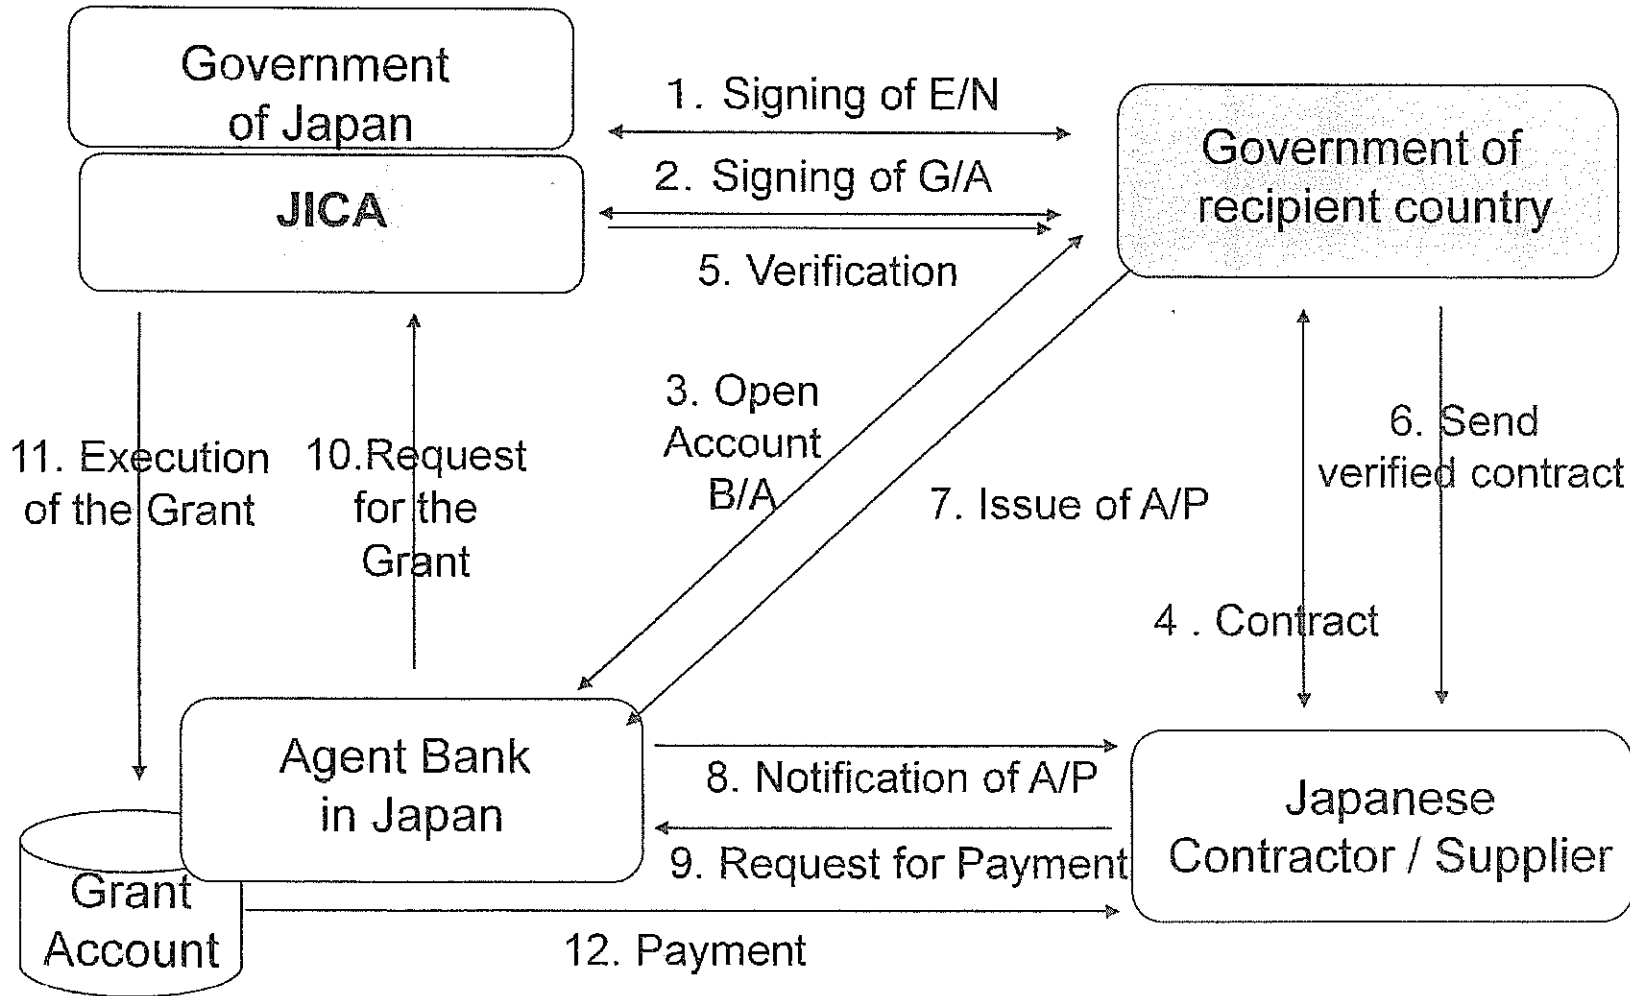 Government
of Japan
JICA
1. Signing of E/N
2. Signing of G/A
5. Verification
Government of
recipient country
11. Execution
of the Grant
10.Request
for the
Grant
3. Open
Account
B/A
7. Issue of A/P
6. Send
verified contract
4 . Contract
Agent Bank
in Japan
8. Notification of A/P
9. Request for Payment
Japanese
Contractor / Supplier
Grant
Account
12. Payment